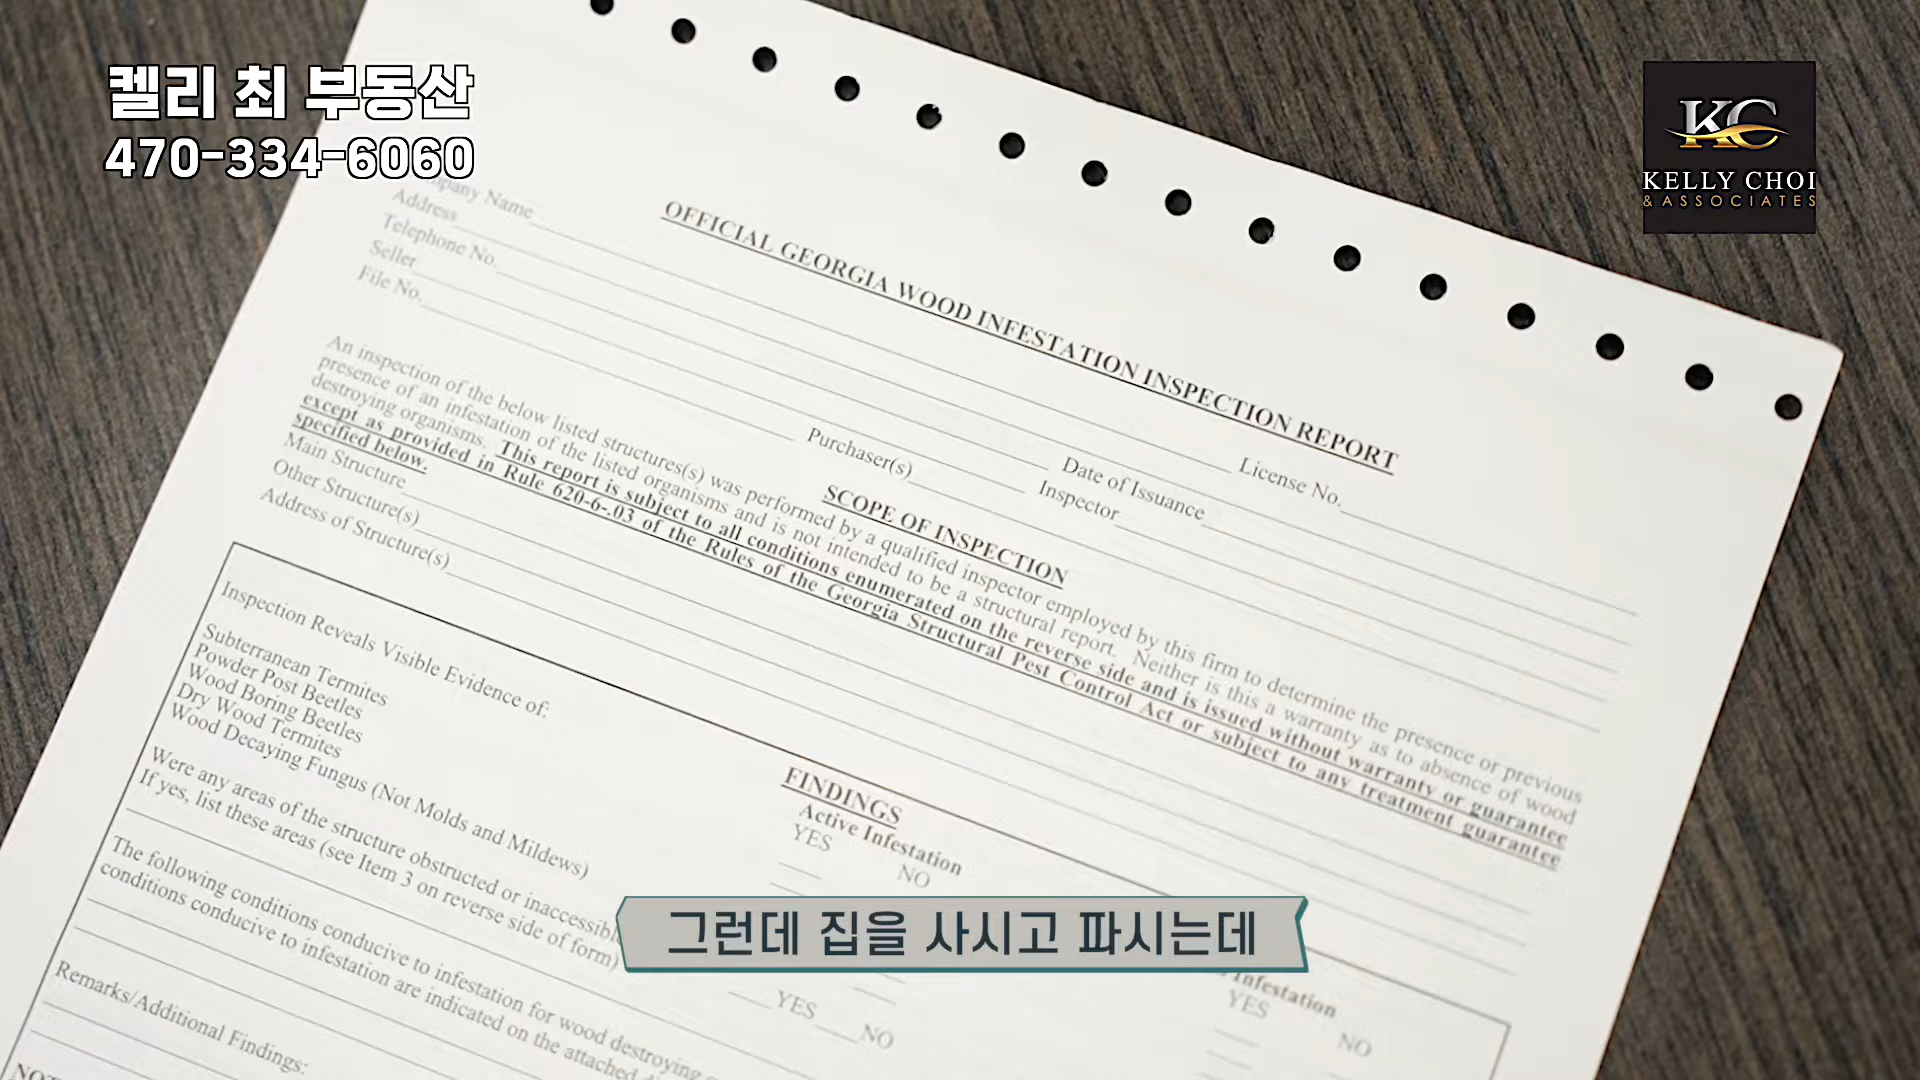 켈리 최 부동산
470-334-6060
KC
KELLY CHOI
& ASSOCIATES
OFFICIAL GEORGIA WOOD INFESTATION INSPECTION REPORT
Name
Address
Telephone No.
Seller
File No.
License No.
Date of Issuance
Purchaser(s)
Inspector
SCOPE OF INSPECTION
An inspection of the below listed structures(s) was performed by a qualified inspector employed by this firm to determine the presence or previous
presence of an infestation of the listed organisms and is not intended to be a structural report. Neither is this a warranty as to absence of wood
destroying organisms. This report is subject to all conditions enumerated on the reverse side and is issued without warranty or guarantee
except as provided in Rule 620-6-.03 of the Rules of the Georgia Structural Pest Control Act or subject to any treatment guarantee
specified below.
Main Structure
Other Structure(s)
Address of Structure(s)
FINDINGS
Inspection Reveals Visible Evidence of:
Active Infestation
Infestation
YES NO
YES NO
Subterranean Termites
Powder Post Beetles
Wood Boring Beetles
Dry Wood Termites
Wood Decaying Fungus (Not Molds and Mildews)
Were any areas of the structure obstructed or inaccessible
If yes, list these areas (see Item 3 on reverse side of form)
YES NO
The following conditions conducive to infestation for wood destroying
conditions conducive to infestation are indicated on the attached
Remarks/Additional Findings:
그런데 집을 사시고 파시는데